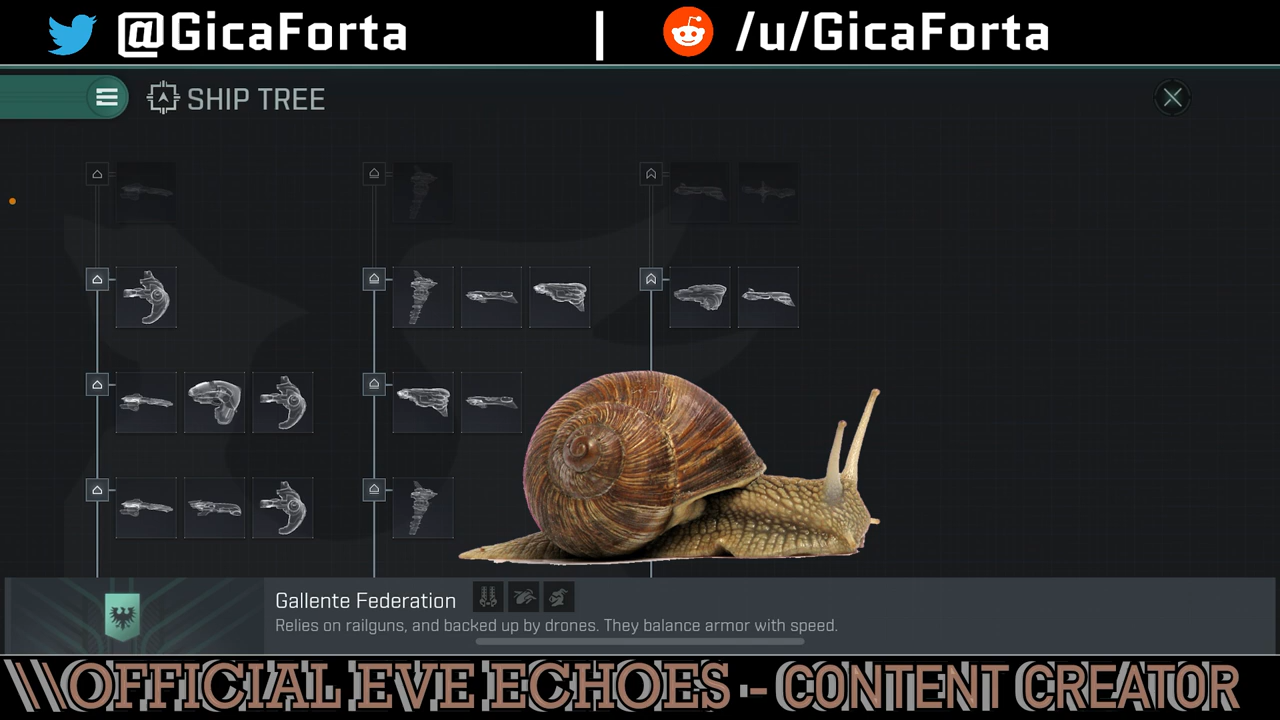 @GicaForta | /u/GicaForta
SHIP TREE
Gallente Federation
Relies on railguns, and backed up by drones. They balance armor with speed.
\\OFFICIAL EVE ECHOES - CONTENT CREATOR